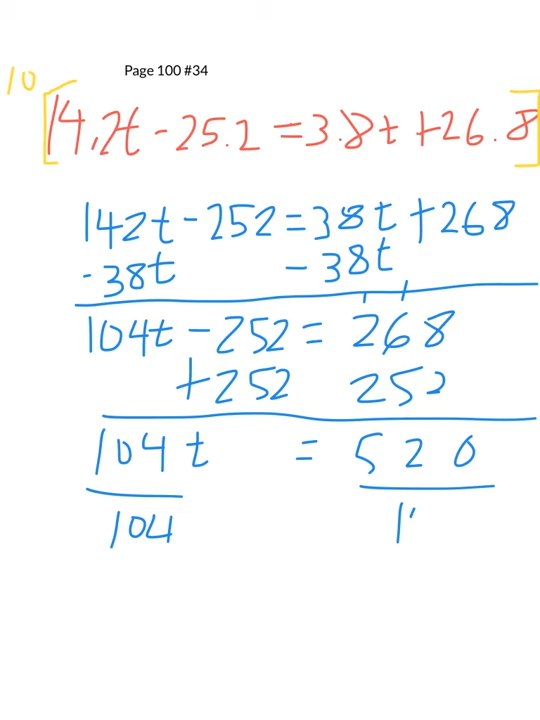 Page 100 #34
10
[14.2t - 25.2 = 3.8t + 26.8]
142t - 252 = 38t + 268
- 38t - 38t
104t - 252 = 268
+ 252 252
104t = 520
104